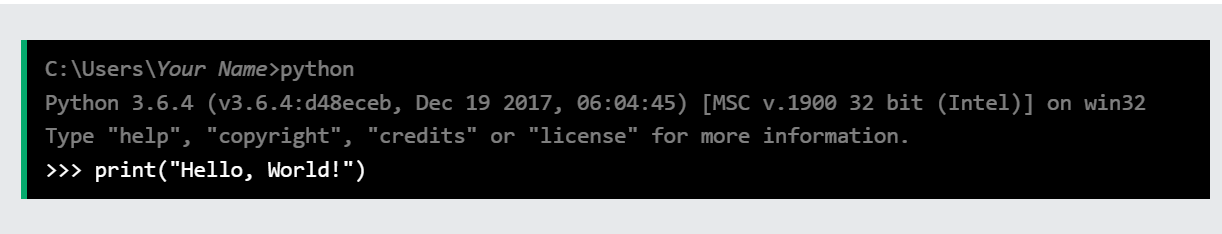 C:\Users\Your Name>python
Python 3.6.4 (v3.6.4:d48eceb, Dec 19 2017, 06:04:45) [MSC v.1900 32 bit (Intel)] on win32
Type "help", "copyright", "credits" or "license" for more information.
>>> print("Hello, World!")